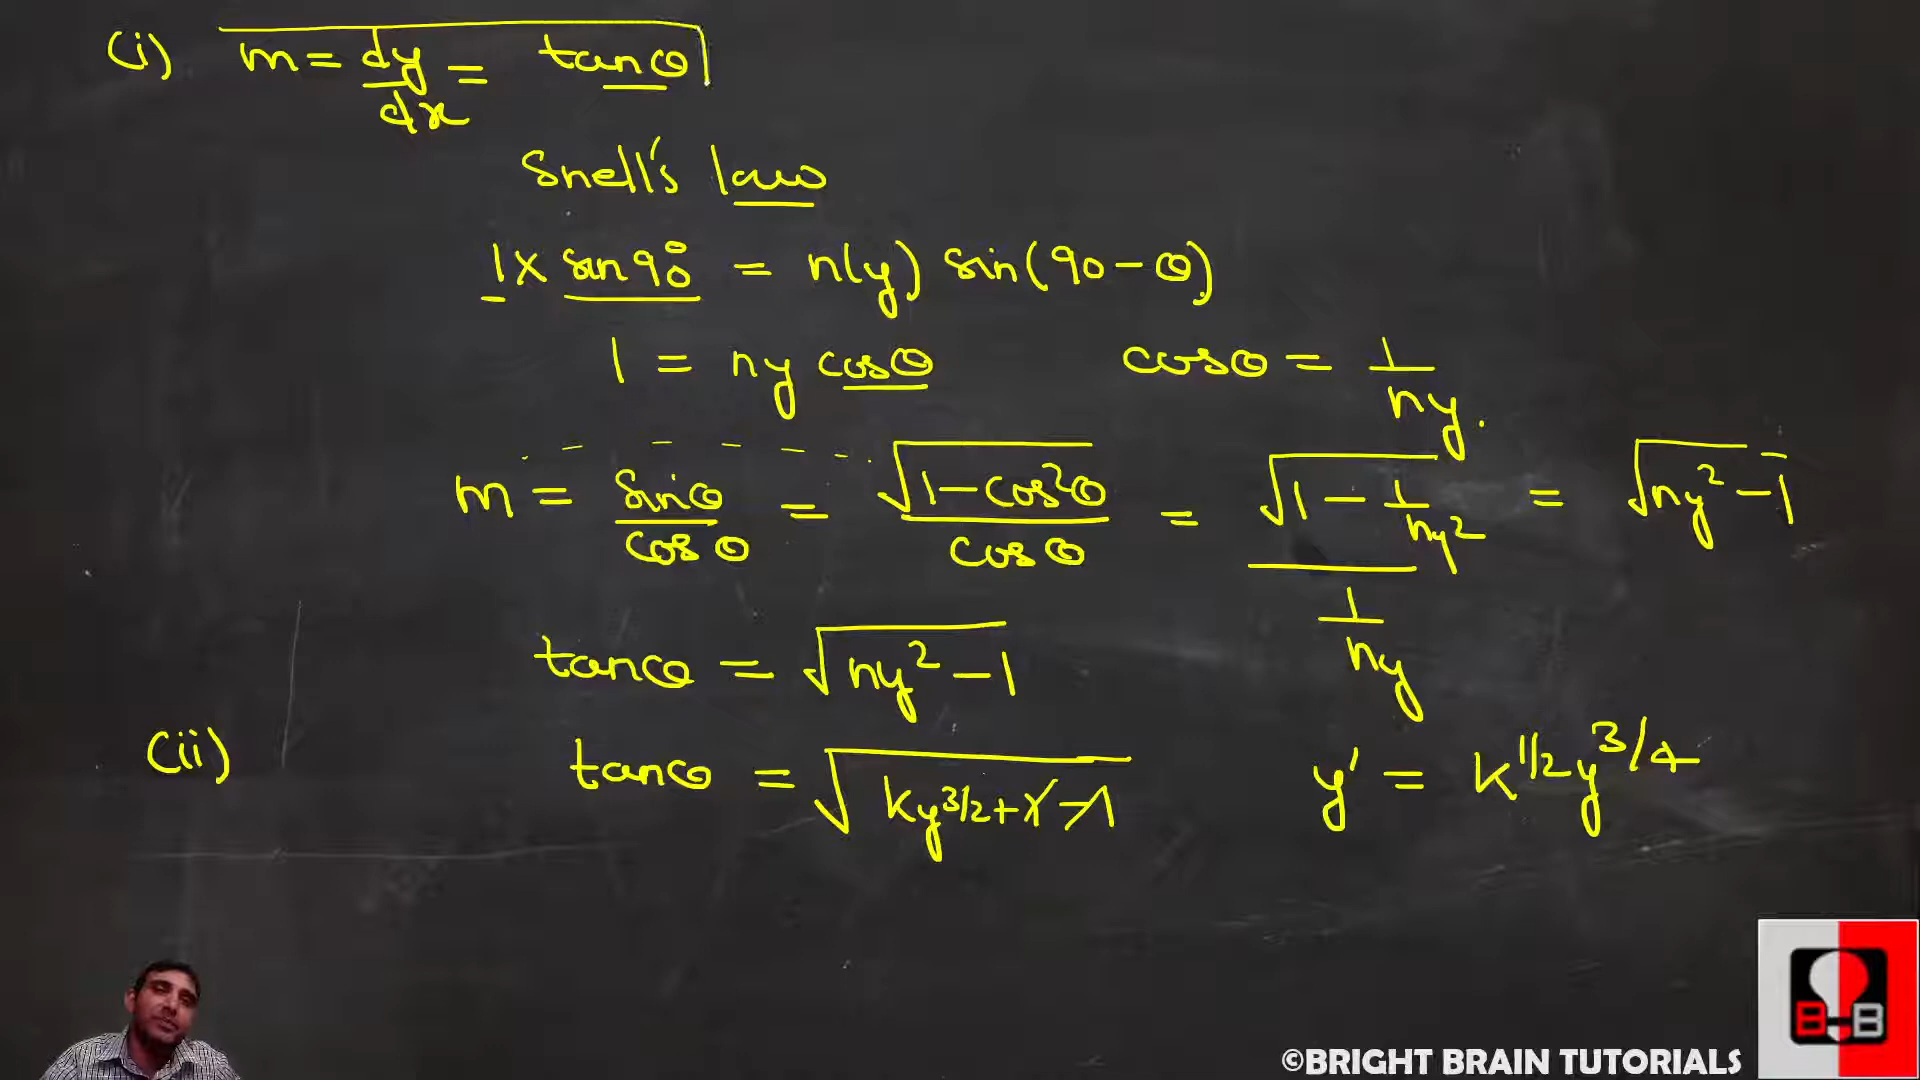 (i) m = dy/dx = tanθ
Snell's law
1 × sin 90° = n(y) sin(90 - θ)
1 = ny cosθ cosθ = 1/ny.
m = sinθ/cosθ = √(1-cos²θ)/cosθ = √(1 - 1/ny²)/(1/ny) = √(ny² - 1)
tanθ = √(ny² - 1)
(ii) tanθ = √(Ky^3/2 + 1 - 1) y' = K^1/2 y^3/4
B-B
©BRIGHT BRAIN TUTORIALS